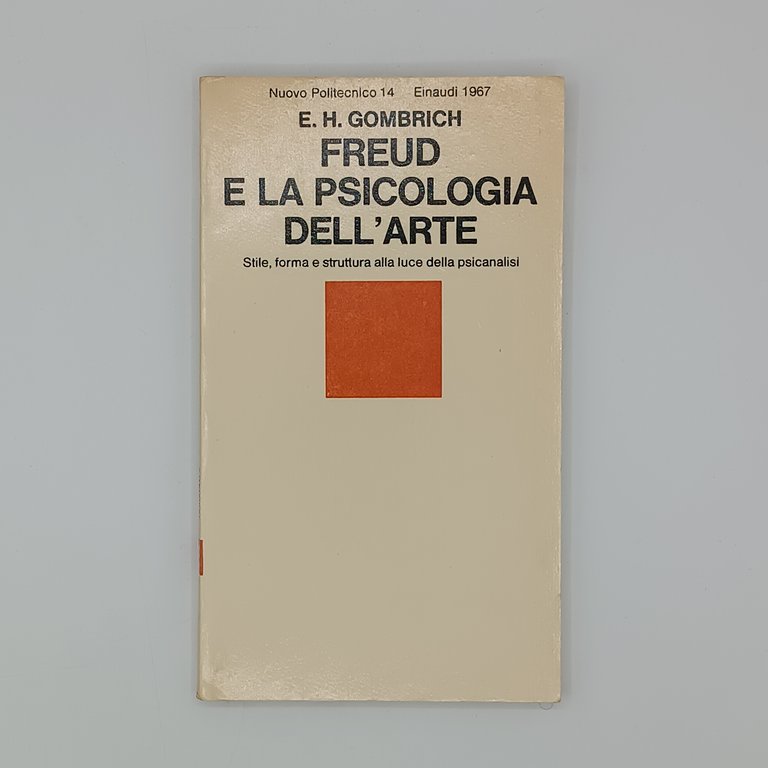 Nuovo Politecnico 14 Einaudi 1967
E. H. GOMBRICH
FREUD
E LA PSICOLOGIA
DELL'ARTE
Stile, forma e struttura alla luce della psicanalisi